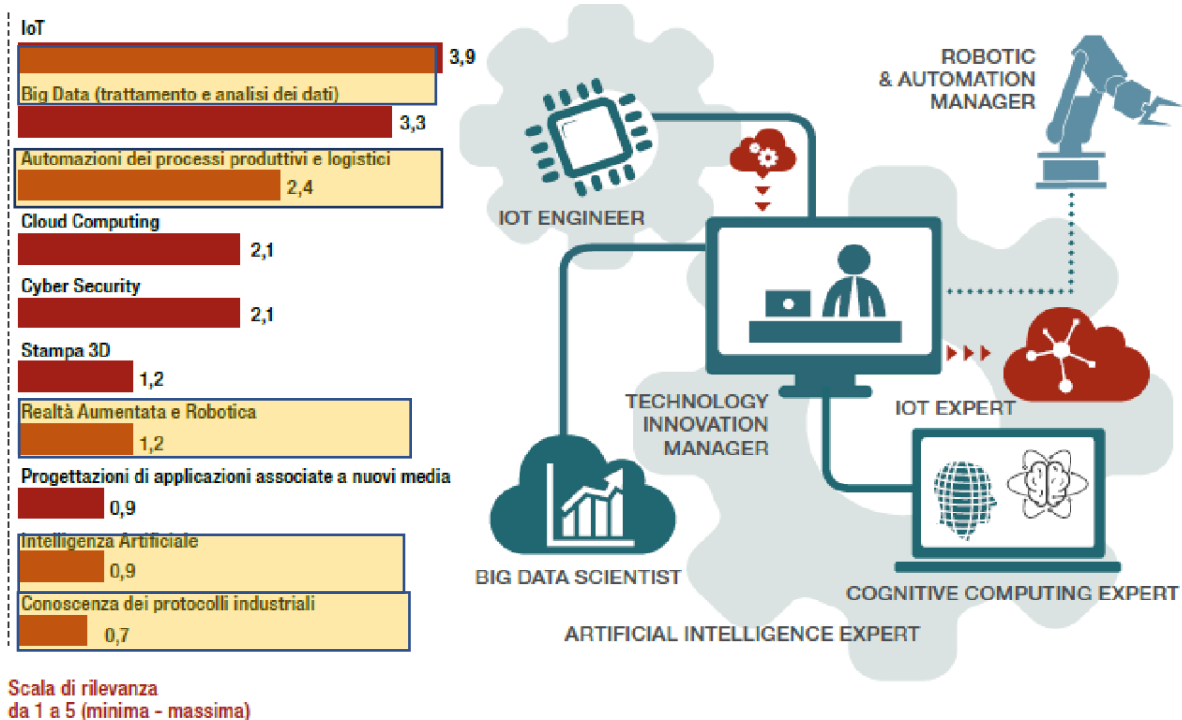 IoT
3,9
Big Data (trattamento e analisi dei dati)
3,3
Automazioni dei processi produttivi e logistici
2,4
Cloud Computing
2,1
Cyber Security
2,1
Stampa 3D
1,2
Realtà Aumentata e Robotica
1,2
Progettazioni di applicazioni associate a nuovi media
0,9
Intelligenza Artificiale
0,9
Conoscenza dei protocolli industriali
0,7
Scala di rilevanza
da 1 a 5 (minima - massima)
ROBOTIC
& AUTOMATION
MANAGER
IOT ENGINEER
TECHNOLOGY
INNOVATION
MANAGER
IOT EXPERT
BIG DATA SCIENTIST
COGNITIVE COMPUTING EXPERT
ARTIFICIAL INTELLIGENCE EXPERT